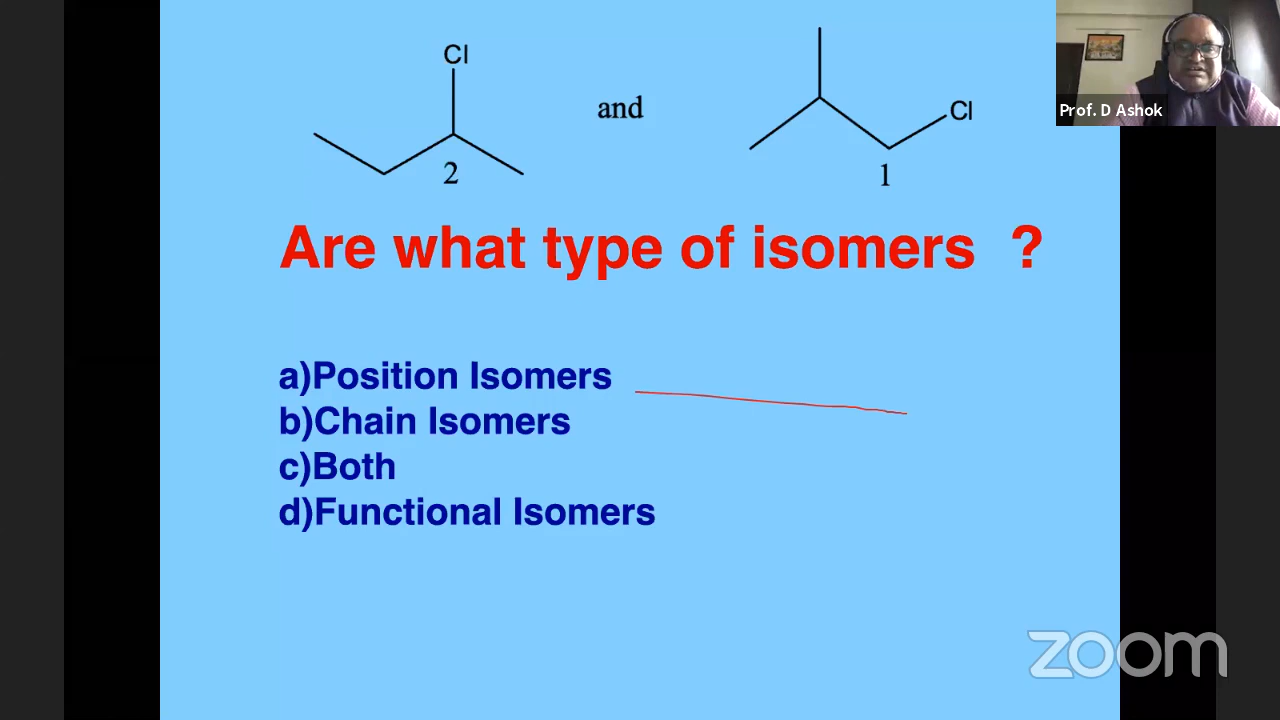 Cl
and
Cl
Prof. D Ashok
2
1
Are what type of isomers ?
a)Position Isomers
b)Chain Isomers
c)Both
d)Functional Isomers
zoom